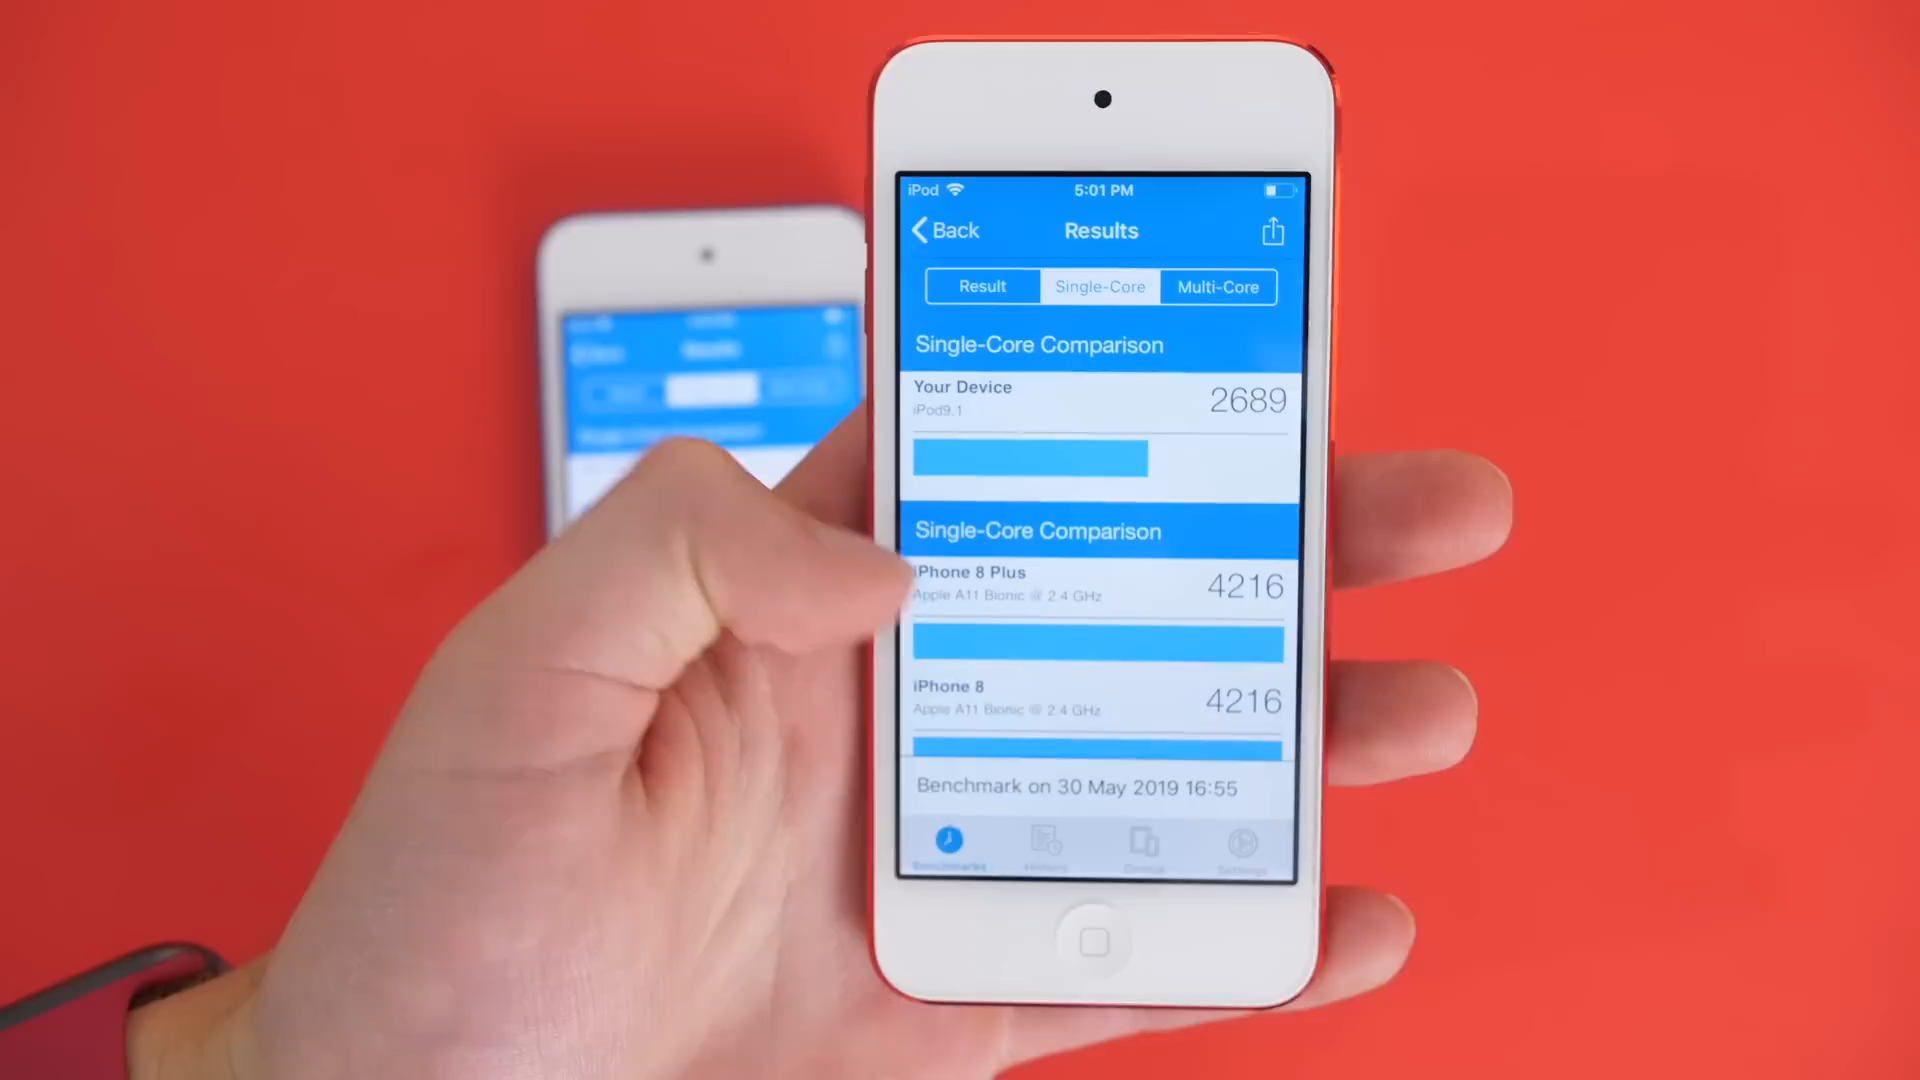 iPod 5:01 PM
Back Results
Result Single-Core Multi-Core
Single-Core Comparison
Your Device 2689
iPod9,1
Single-Core Comparison
iPhone 8 Plus 4216
Apple A11 Bionic @ 2.4 GHz
iPhone 8 4216
Apple A11 Bionic @ 2.4 GHz
Benchmark on 30 May 2019 16:55
Benchmarks